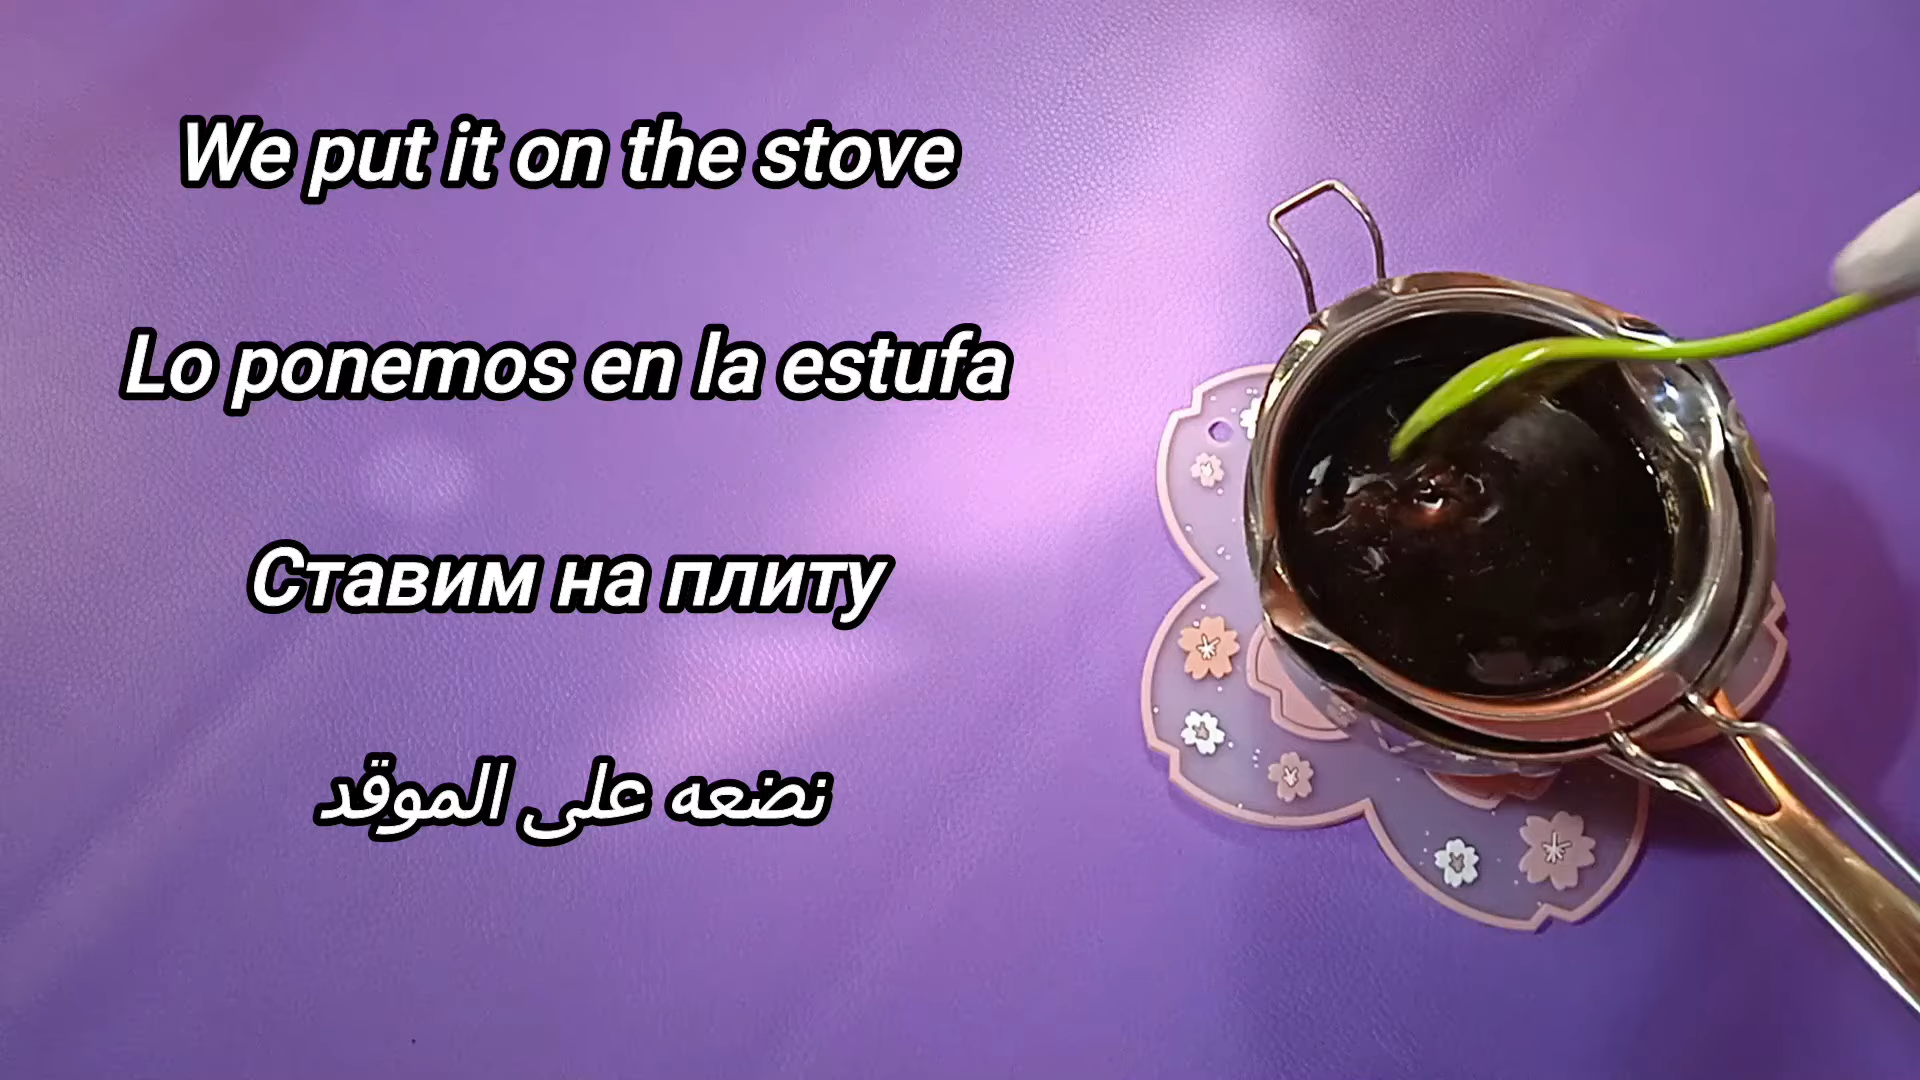 We put it on the stove
Lo ponemos en la estufa
Ставим на плиту
نضعه على الموقد